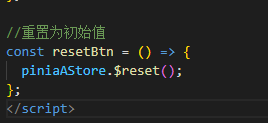 //重置为初始值
const resetBtn = () => {
  piniaAStore.$reset();
};
</script>